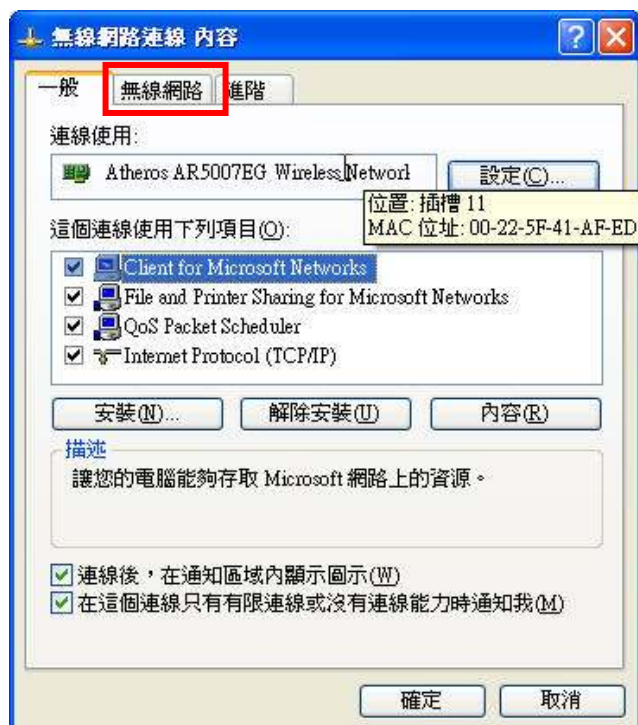 無線網路連線 內容
一般 無線網路 進階
連線使用:
Atheros AR5007EG Wireless Networl
設定(C)...
位置: 插槽 11
MAC 位址: 00-22-5F-41-AF-ED
這個連線使用下列項目(O):
Client for Microsoft Networks
File and Printer Sharing for Microsoft Networks
QoS Packet Scheduler
Internet Protocol (TCP/IP)
安裝(N)... 解除安裝(U) 內容(R)
描述
讓您的電腦能夠存取 Microsoft 網路上的資源。
連線後，在通知區域內顯示圖示(W)
在這個連線只有有限連線或沒有連線能力時通知我(M)
確定 取消